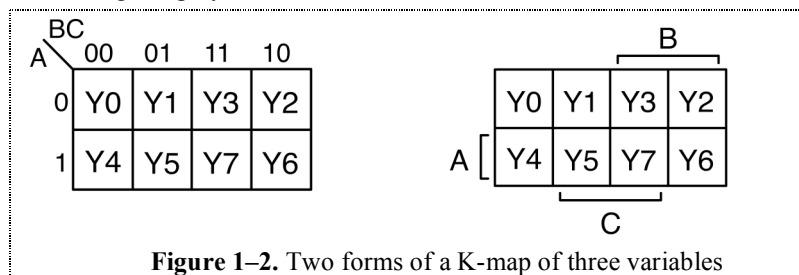 BC
A 00 01 11 10
0 Y0 Y1 Y3 Y2
1 Y4 Y5 Y7 Y6
B
Y0 Y1 Y3 Y2
A Y4 Y5 Y7 Y6
C
Figure 1–2. Two forms of a K-map of three variables